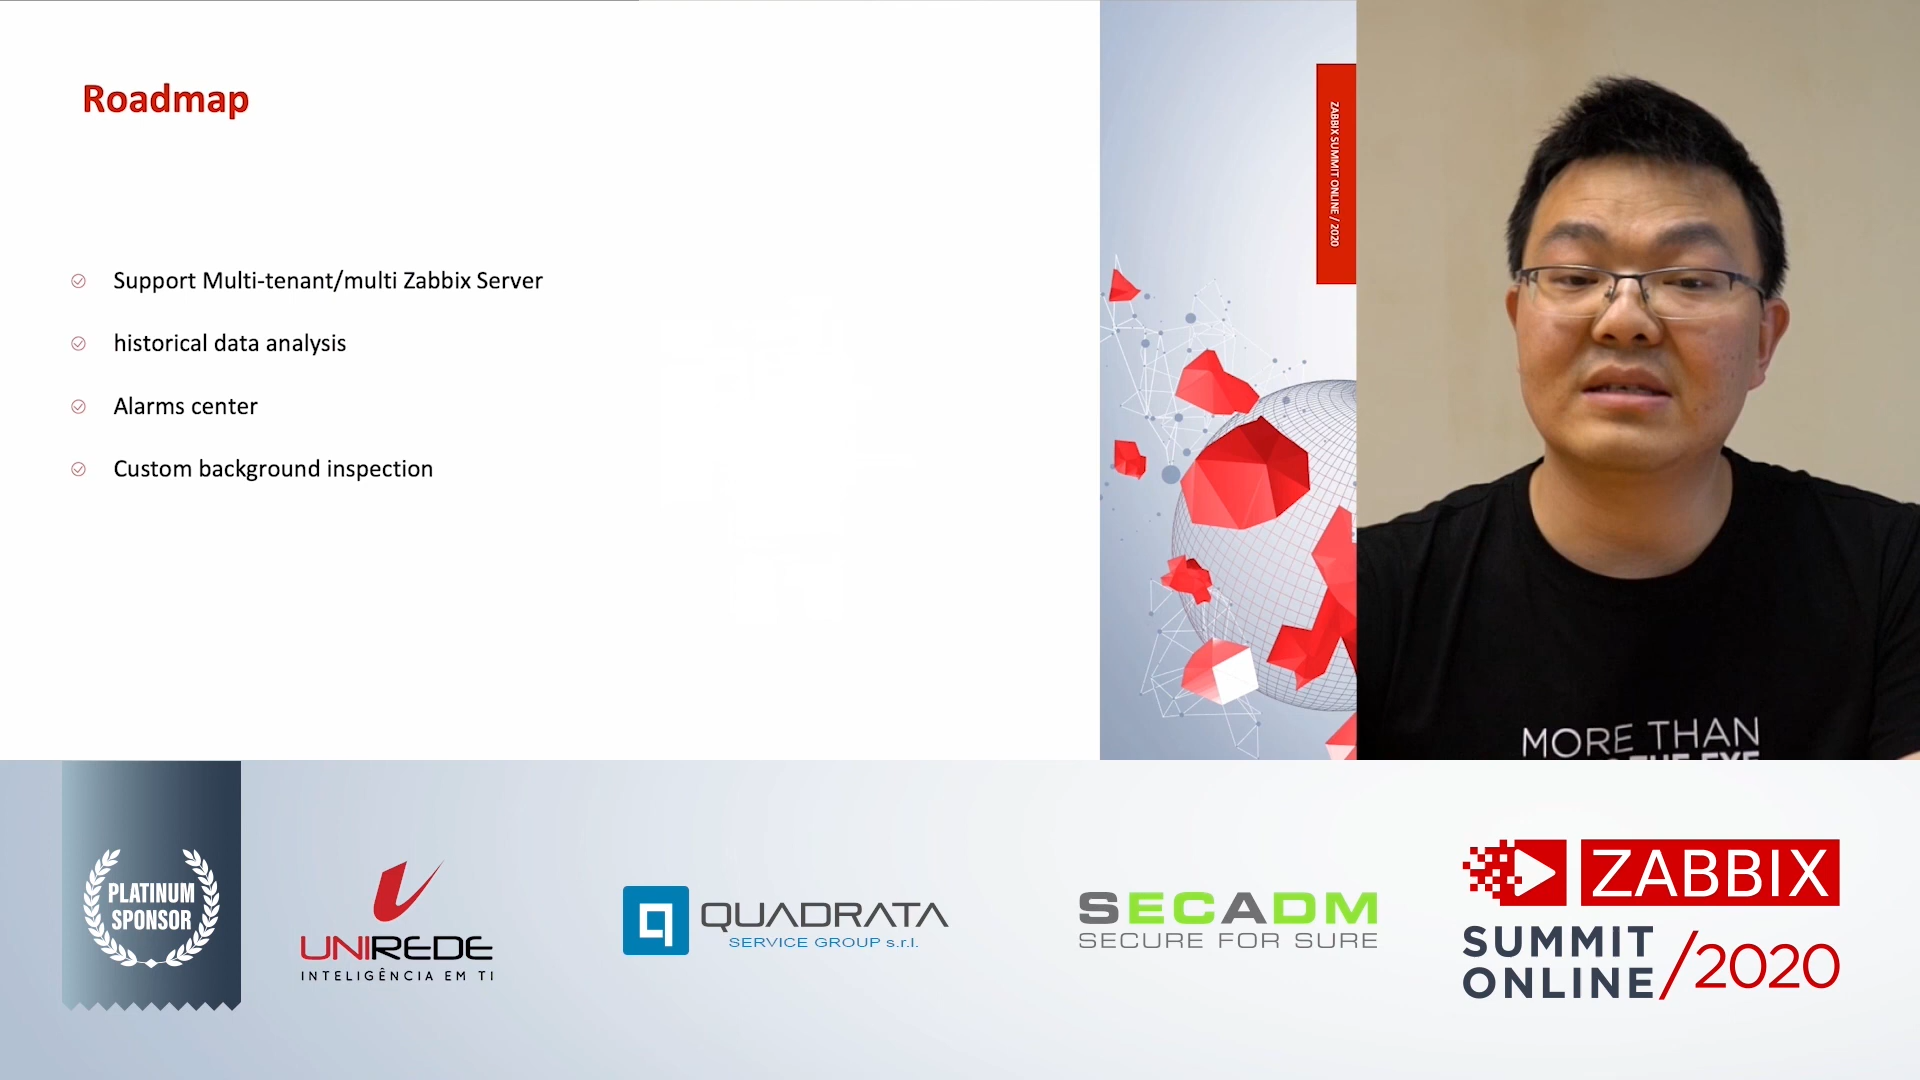 Roadmap
Support Multi-tenant/multi Zabbix Server
historical data analysis
Alarms center
Custom background inspection
ZABBIX SUMMIT ONLINE / 2020
MORE THAN
THE EYE
PLATINUM
SPONSOR
UNIREDE
INTELIGÊNCIA EM TI
QUADRATA
SERVICE GROUP s.r.l.
SECADM
SECURE FOR SURE
ZABBIX
SUMMIT
ONLINE /2020